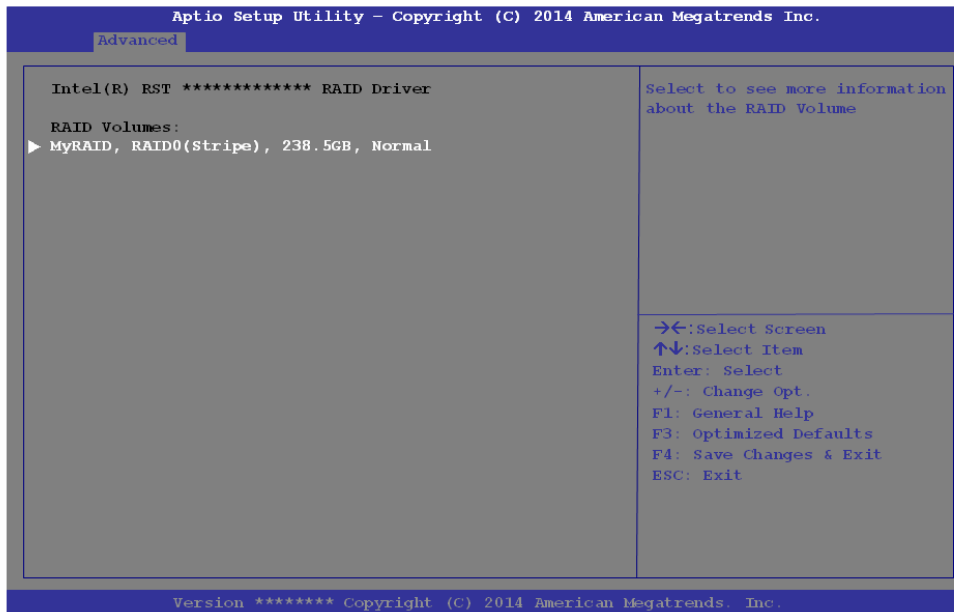 Aptio Setup Utility – Copyright (C) 2014 American Megatrends Inc.
Advanced
Intel(R) RST ************* RAID Driver
RAID Volumes:
▶ MyRAID, RAID0(Stripe), 238.5GB, Normal
Select to see more information
about the RAID Volume
→←:Select Screen
↑↓:Select Item
Enter: Select
+/-: Change Opt.
F1: General Help
F3: Optimized Defaults
F4: Save Changes & Exit
ESC: Exit
Version ******** Copyright (C) 2014 American Megatrends. Inc.